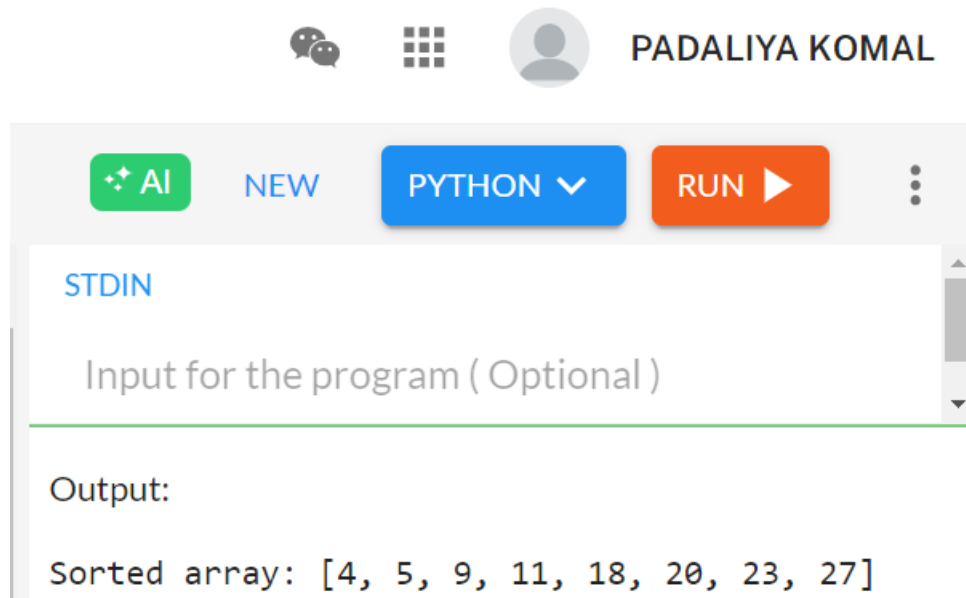 PADALIYA KOMAL
AI NEW PYTHON RUN
STDIN
Input for the program ( Optional )
Output:
Sorted array: [4, 5, 9, 11, 18, 20, 23, 27]